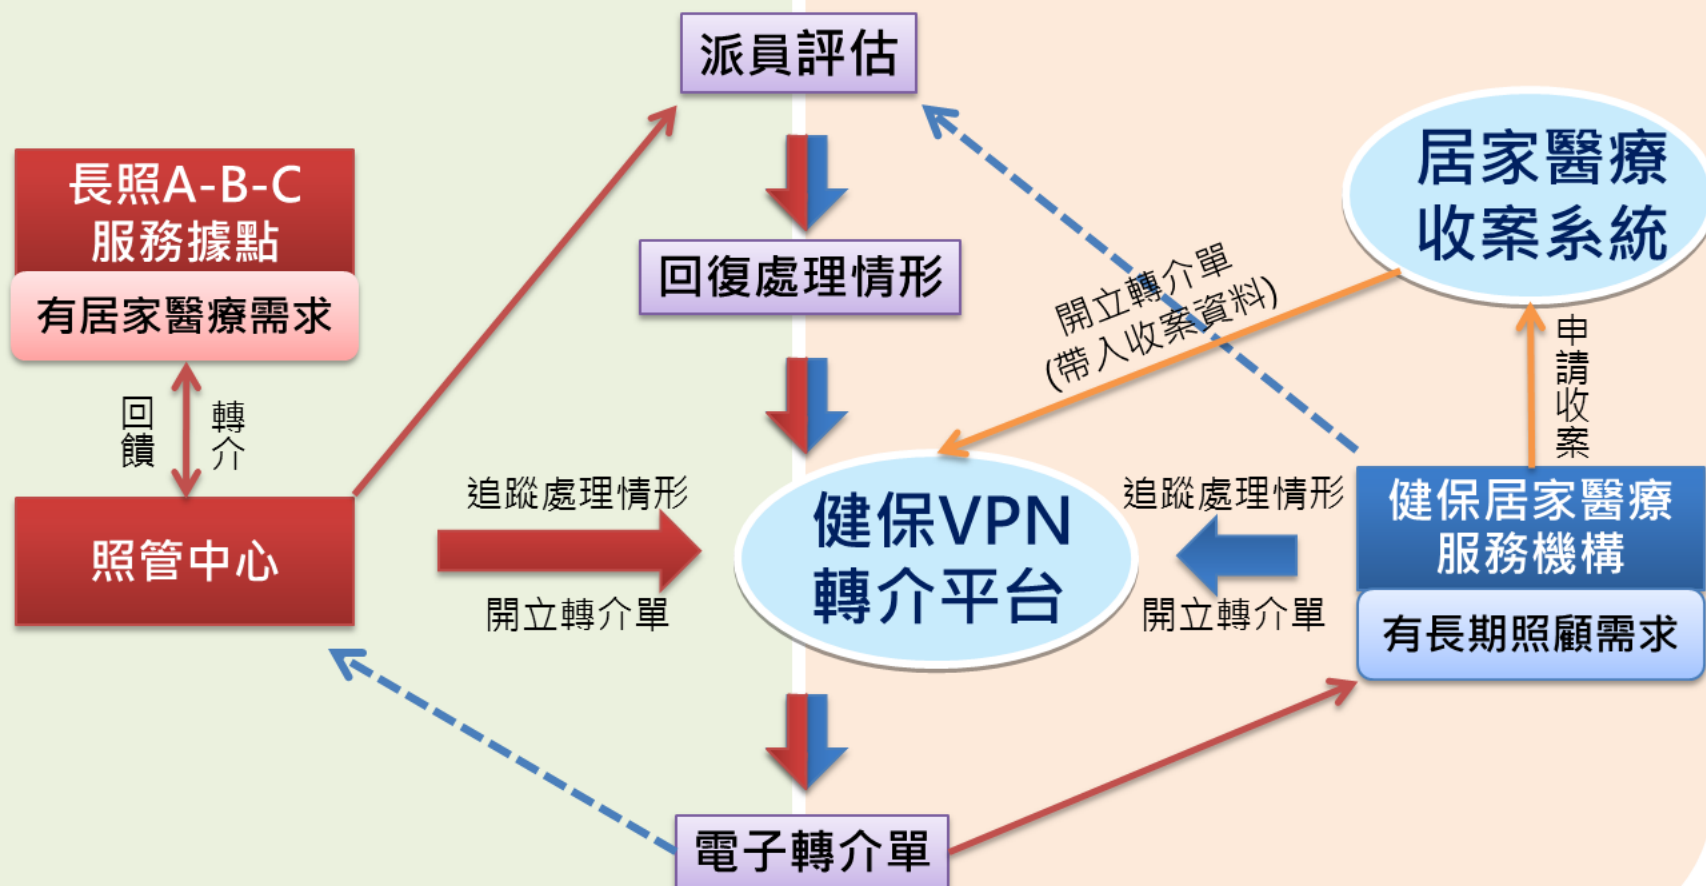 派員評估
長照A-B-C
服務據點
有居家醫療需求
回饋
轉介
照管中心
回復處理情形
開立轉介單
(帶入收案資料)
居家醫療
收案系統
申請收案
追蹤處理情形
開立轉介單
健保VPN
轉介平台
追蹤處理情形
開立轉介單
健保居家醫療
服務機構
有長期照顧需求
電子轉介單